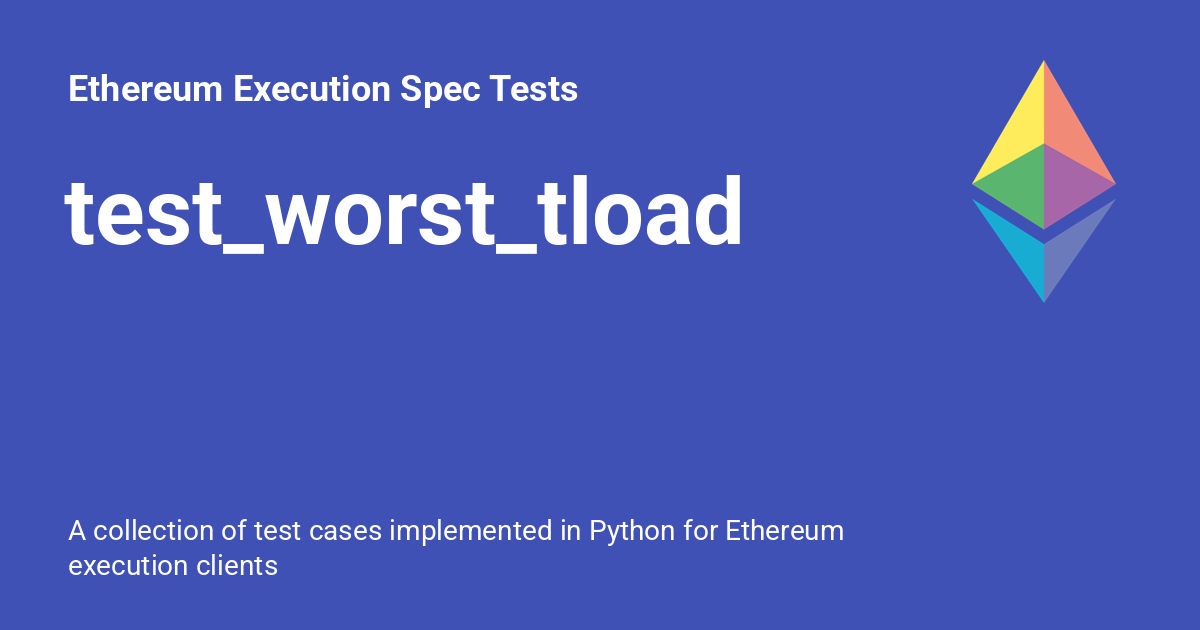 Ethereum Execution Spec Tests
test_worst_tload
A collection of test cases implemented in Python for Ethereum
execution clients